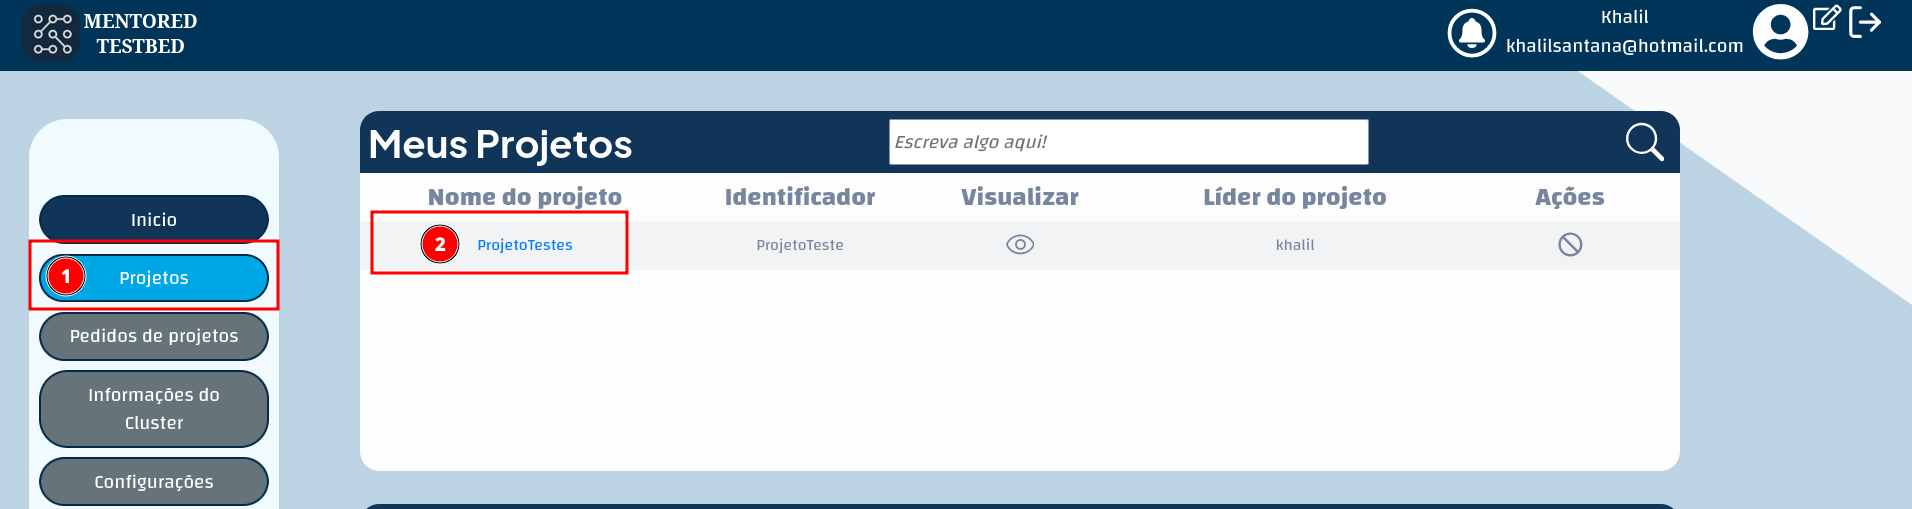 MENTORED
TESTBED
Khalil
khalilsantana@hotmail.com
Meus Projetos
Escreva algo aqui!
Inicio
1 Projetos
Pedidos de projetos
Informações do
Cluster
Configurações
Nome do projeto Identificador Visualizar Líder do projeto Ações
2 ProjetoTestes ProjetoTeste khalil